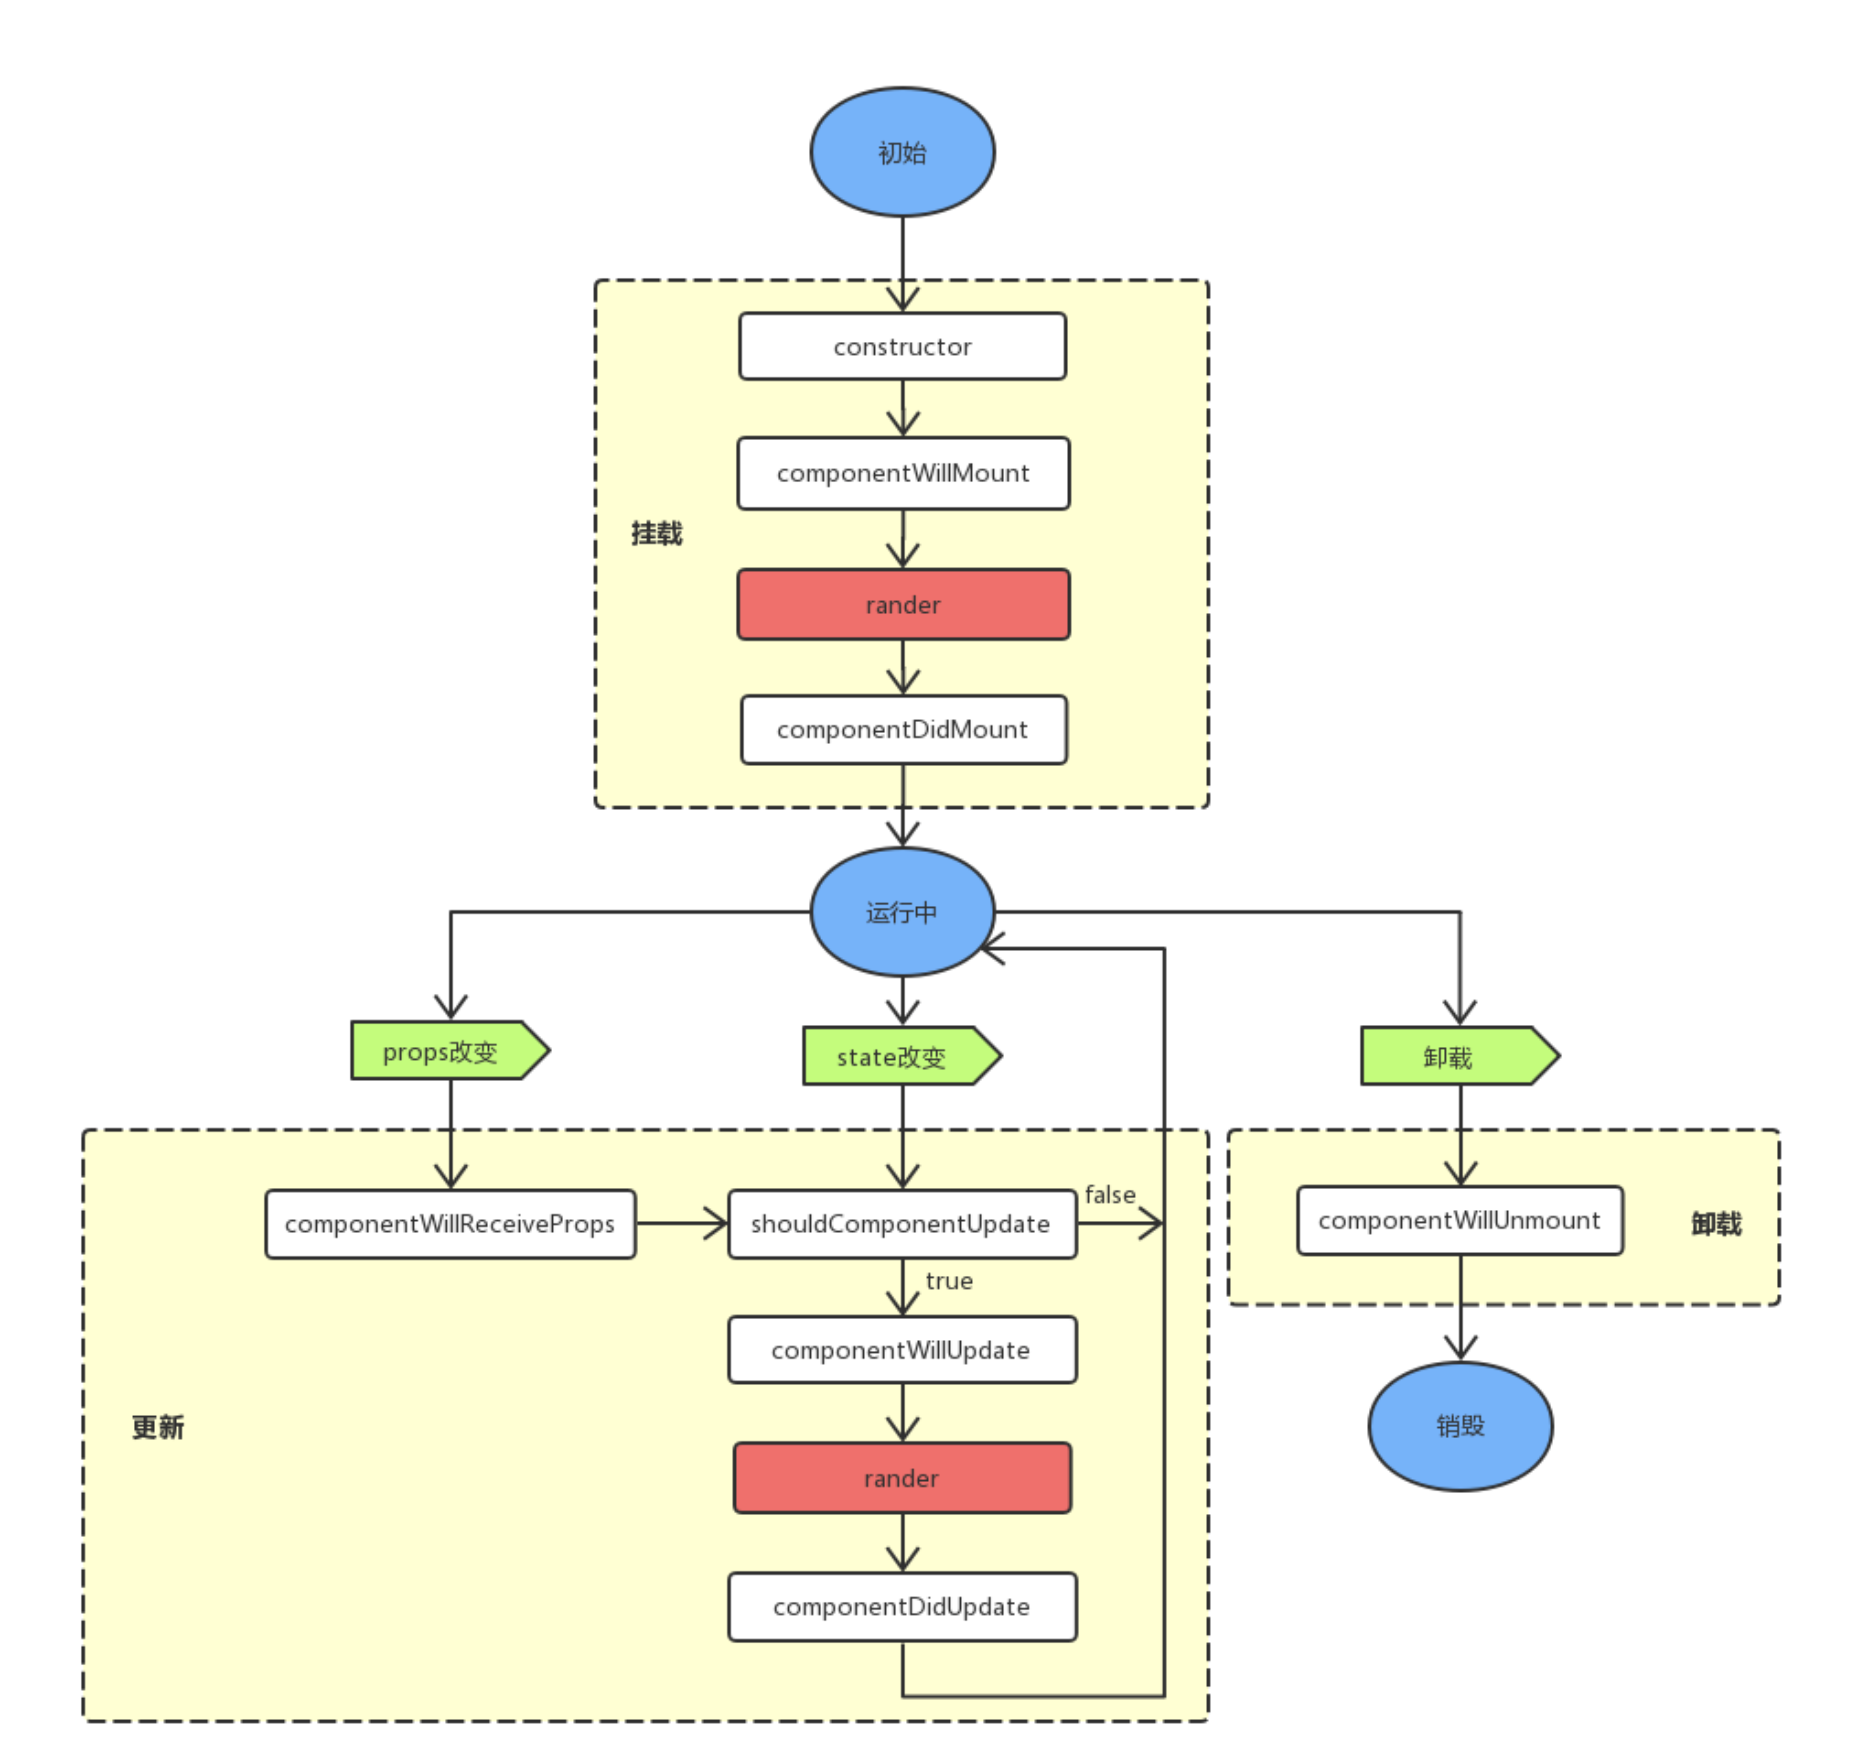 初始
constructor
componentWillMount
挂载
rander
componentDidMount
运行中
props改变
state改变
卸载
componentWillReceiveProps
shouldComponentUpdate
false
componentWillUnmount
卸载
true
componentWillUpdate
更新
销毁
rander
componentDidUpdate